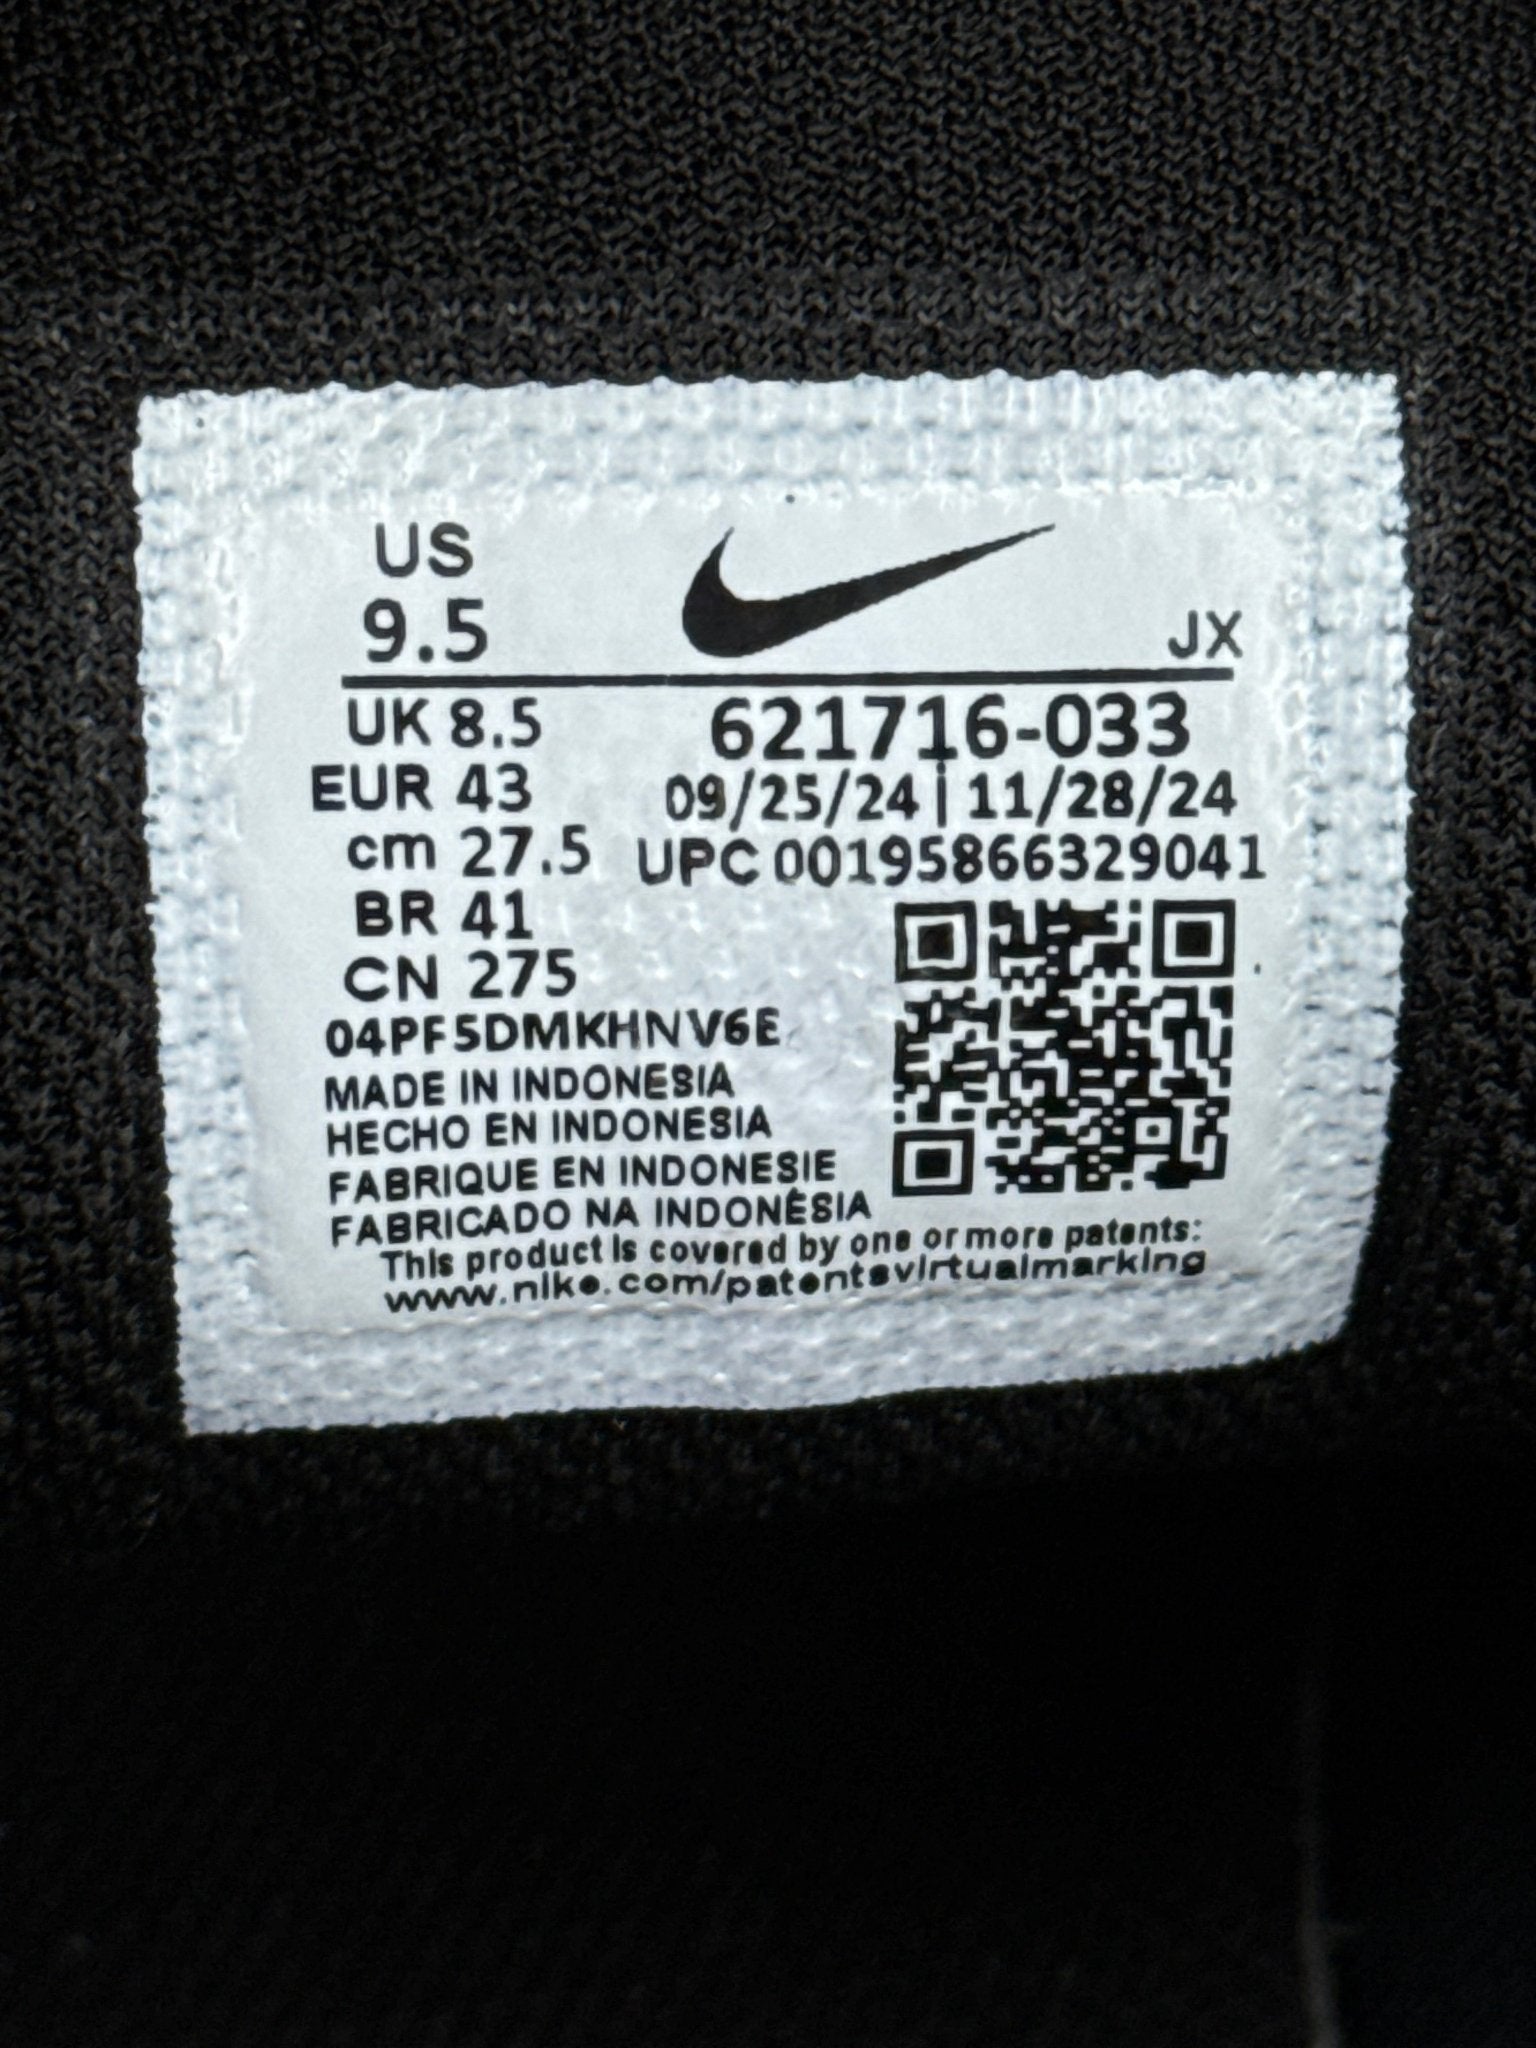 US
9.5
JX
UK 8.5
EUR 43
cm 27.5
BR 41
CN 275
621716-033
09/25/24 | 11/28/24
UPC 00195866329041
04PF5DMKHNV6E
MADE IN INDONESIA
HECHO EN INDONESIA
FABRIQUE EN INDONESIE
FABRICADO NA INDONÉSIA
This product is covered by one or more patents:
www.nike.com/patentsvirtualmarking